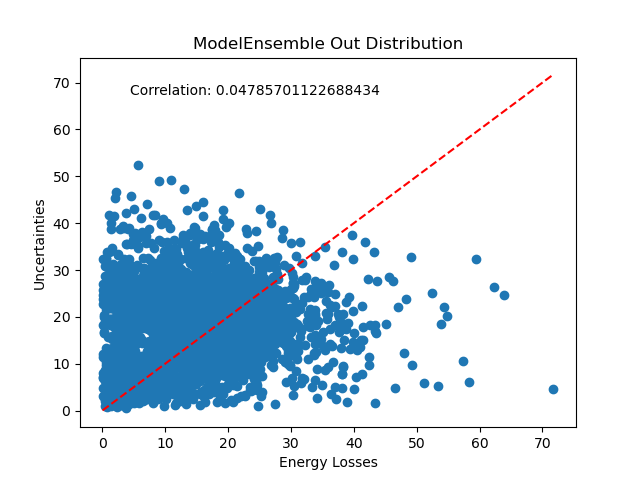 ModelEnsemble Out Distribution
Correlation: 0.04785701122688434
Uncertainties
70
60
50
40
30
20
10
0
0 10 20 30 40 50 60 70
Energy Losses